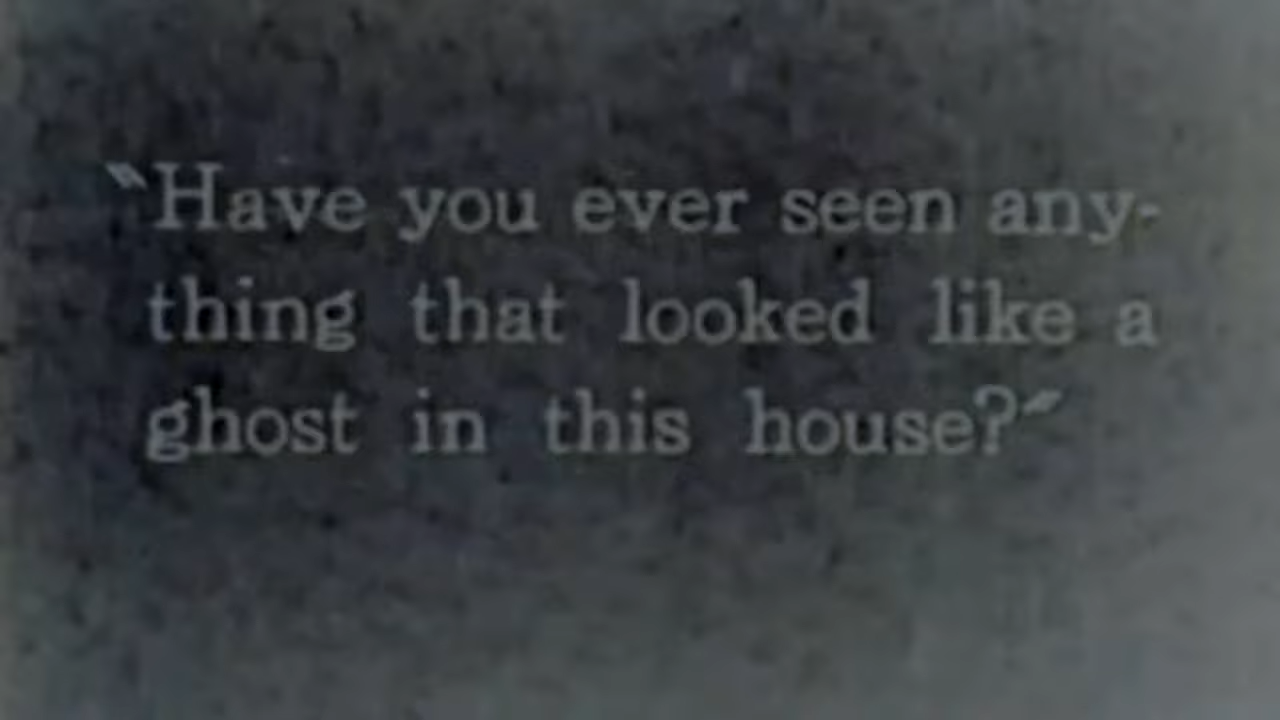 "Have you ever seen any-
thing that looked like a
ghost in this house?"